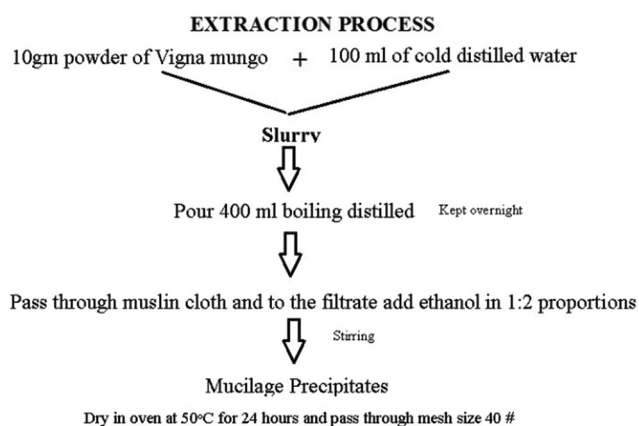 EXTRACTION PROCESS
10gm powder of Vigna mungo + 100 ml of cold distilled water
Slurry
Pour 400 ml boiling distilled Kept overnight
Pass through muslin cloth and to the filtrate add ethanol in 1:2 proportions
Stirring
Mucilage Precipitates
Dry in oven at 50°C for 24 hours and pass through mesh size 40 #